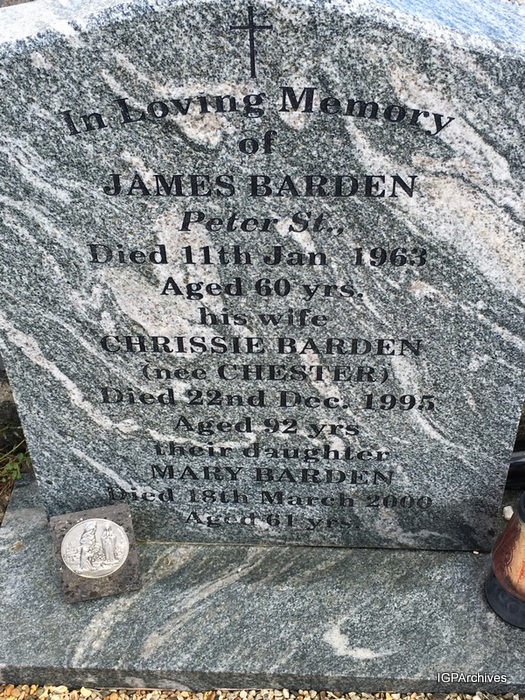 In Loving Memory
of
JAMES BARDEN
Peter St.,
Died 11th Jan 1963
Aged 60 yrs.
his wife
CHRISSIE BARDEN
(nee CHESTER)
Died 22nd Dec. 1995
Aged 92 yrs
their daughter
MARY BARDEN
Died 18th March 2000
Aged 61 yrs.
IGPArchives